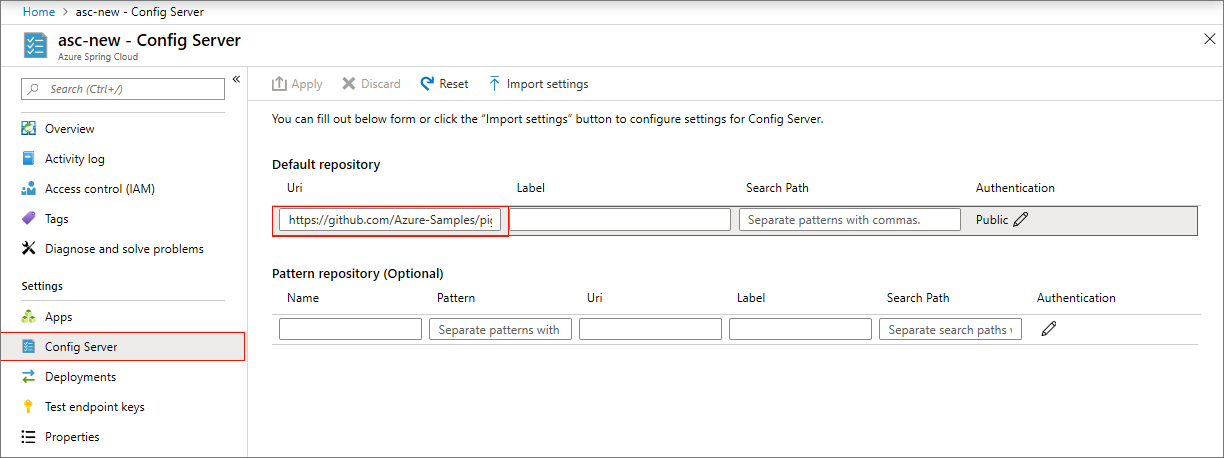 Home > asc-new - Config Server
asc-new - Config Server
Azure Spring Cloud
Search (Ctrl+/)
«
Overview
Activity log
Access control (IAM)
Tags
Diagnose and solve problems
Settings
Apps
Config Server
Deployments
Test endpoint keys
Properties
Apply Discard Reset Import settings
You can fill out below form or click the "Import settings" button to configure settings for Config Server.
Default repository
Uri Label Search Path Authentication
https://github.com/Azure-Samples/pig Separate patterns with commas. Public
Pattern repository (Optional)
Name Pattern Uri Label Search Path Authentication
Separate patterns with Separate search paths